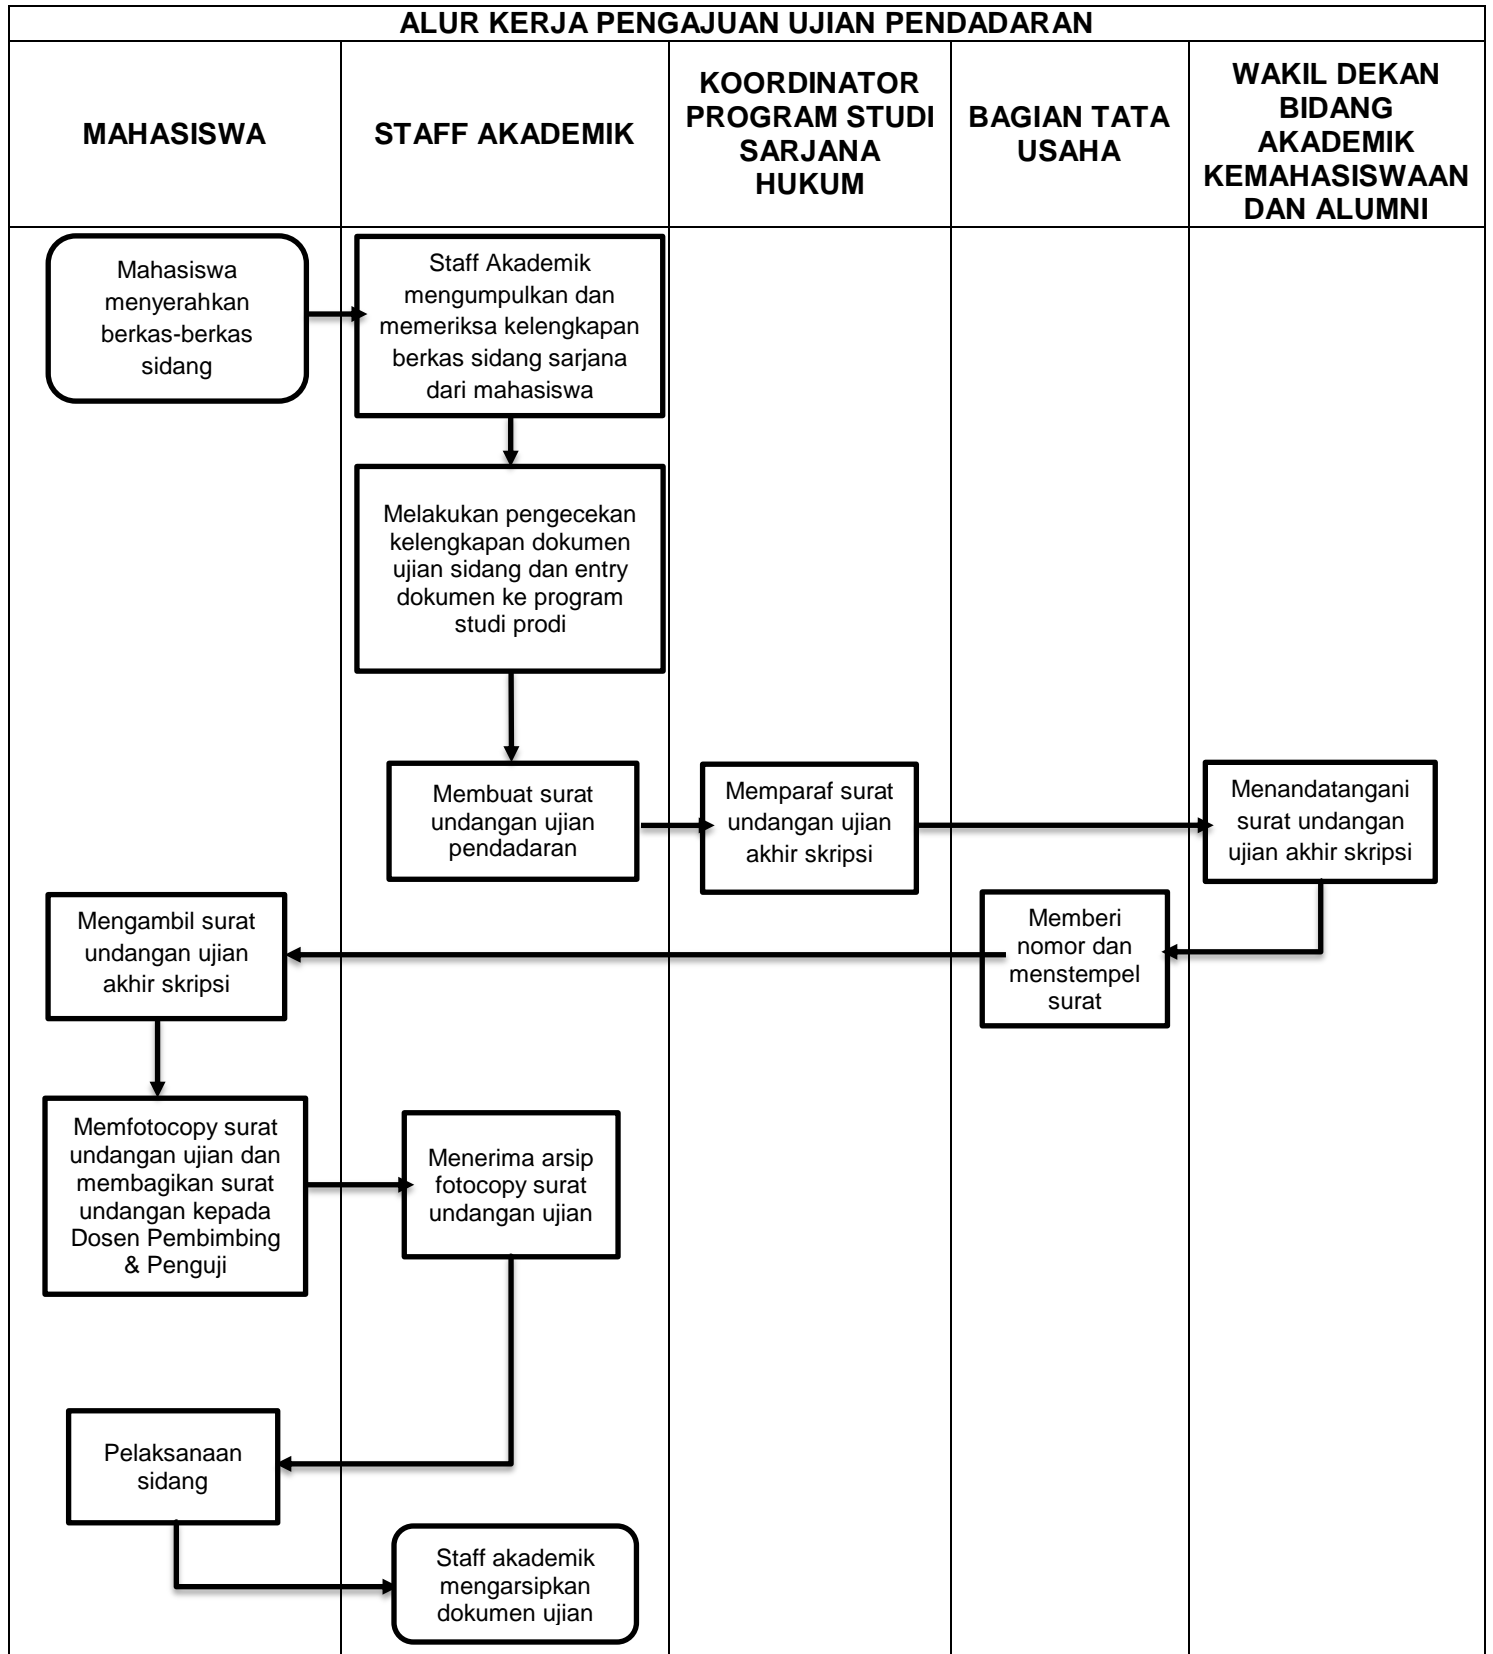 ALUR KERJA PENGAJUAN UJIAN PENDADARAN
MAHASISWA
STAFF AKADEMIK
KOORDINATOR
PROGRAM STUDI
SARJANA
HUKUM
BAGIAN TATA
USAHA
WAKIL DEKAN
BIDANG
AKADEMIK
KEMAHASISWAAN
DAN ALUMNI
Mahasiswa
menyerahkan
berkas-berkas
sidang
Staff Akademik
mengumpulkan dan
memeriksa kelengkapan
berkas sidang sarjana
dari mahasiswa
Melakukan pengecekan
kelengkapan dokumen
ujian sidang dan entry
dokumen ke program
studi prodi
Membuat surat
undangan ujian
pendadaran
Memparaf surat
undangan ujian
akhir skripsi
Menandatangani
surat undangan
ujian akhir skripsi
Memberi
nomor dan
menstempel
surat
Mengambil surat
undangan ujian
akhir skripsi
Memfotocopy surat
undangan ujian dan
membagikan surat
undangan kepada
Dosen Pembimbing
& Penguji
Menerima arsip
fotocopy surat
undangan ujian
Pelaksanaan
sidang
Staff akademik
mengarsipkan
dokumen ujian